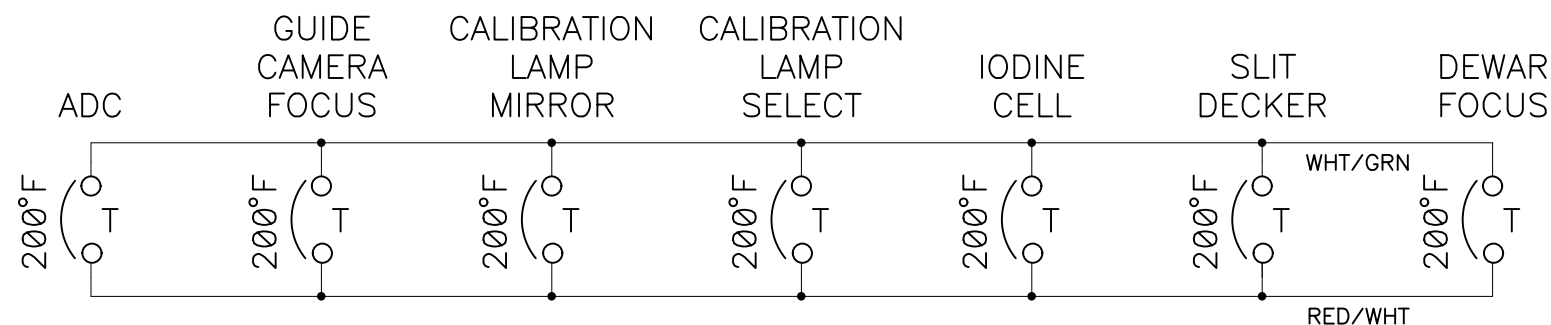 ADC
GUIDE
CAMERA
FOCUS
CALIBRATION
LAMP
MIRROR
CALIBRATION
LAMP
SELECT
IODINE
CELL
SLIT
DECKER
DEWAR
FOCUS
WHT/GRN
200°F
T
200°F
T
200°F
T
200°F
T
200°F
T
200°F
T
200°F
T
RED/WHT